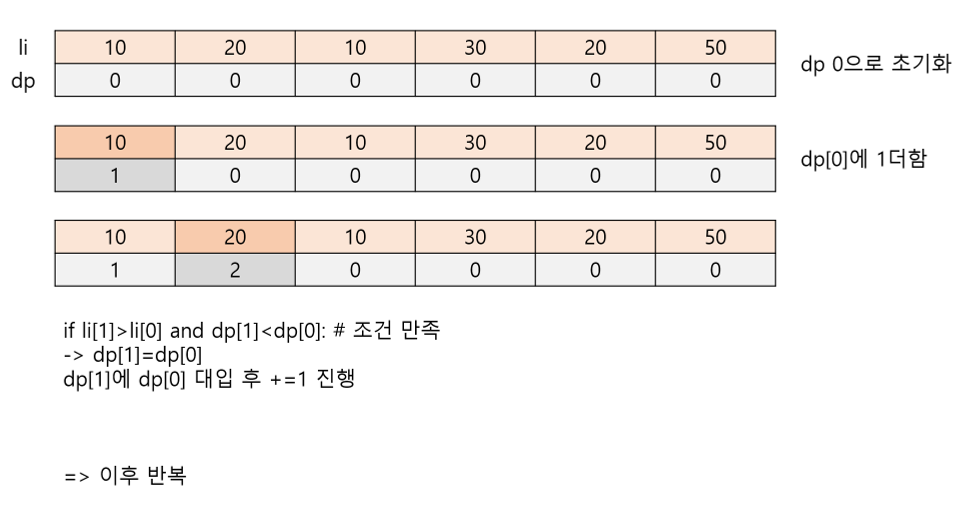 li 10 20 10 30 20 50
dp 0 0 0 0 0 0
dp 0으로 초기화
10 20 10 30 20 50
1 0 0 0 0 0
dp[0]에 1더함
10 20 10 30 20 50
1 2 0 0 0 0
if li[1]>li[0] and dp[1]<dp[0]: # 조건 만족
-> dp[1]=dp[0]
dp[1]에 dp[0] 대입 후 +=1 진행
=> 이후 반복